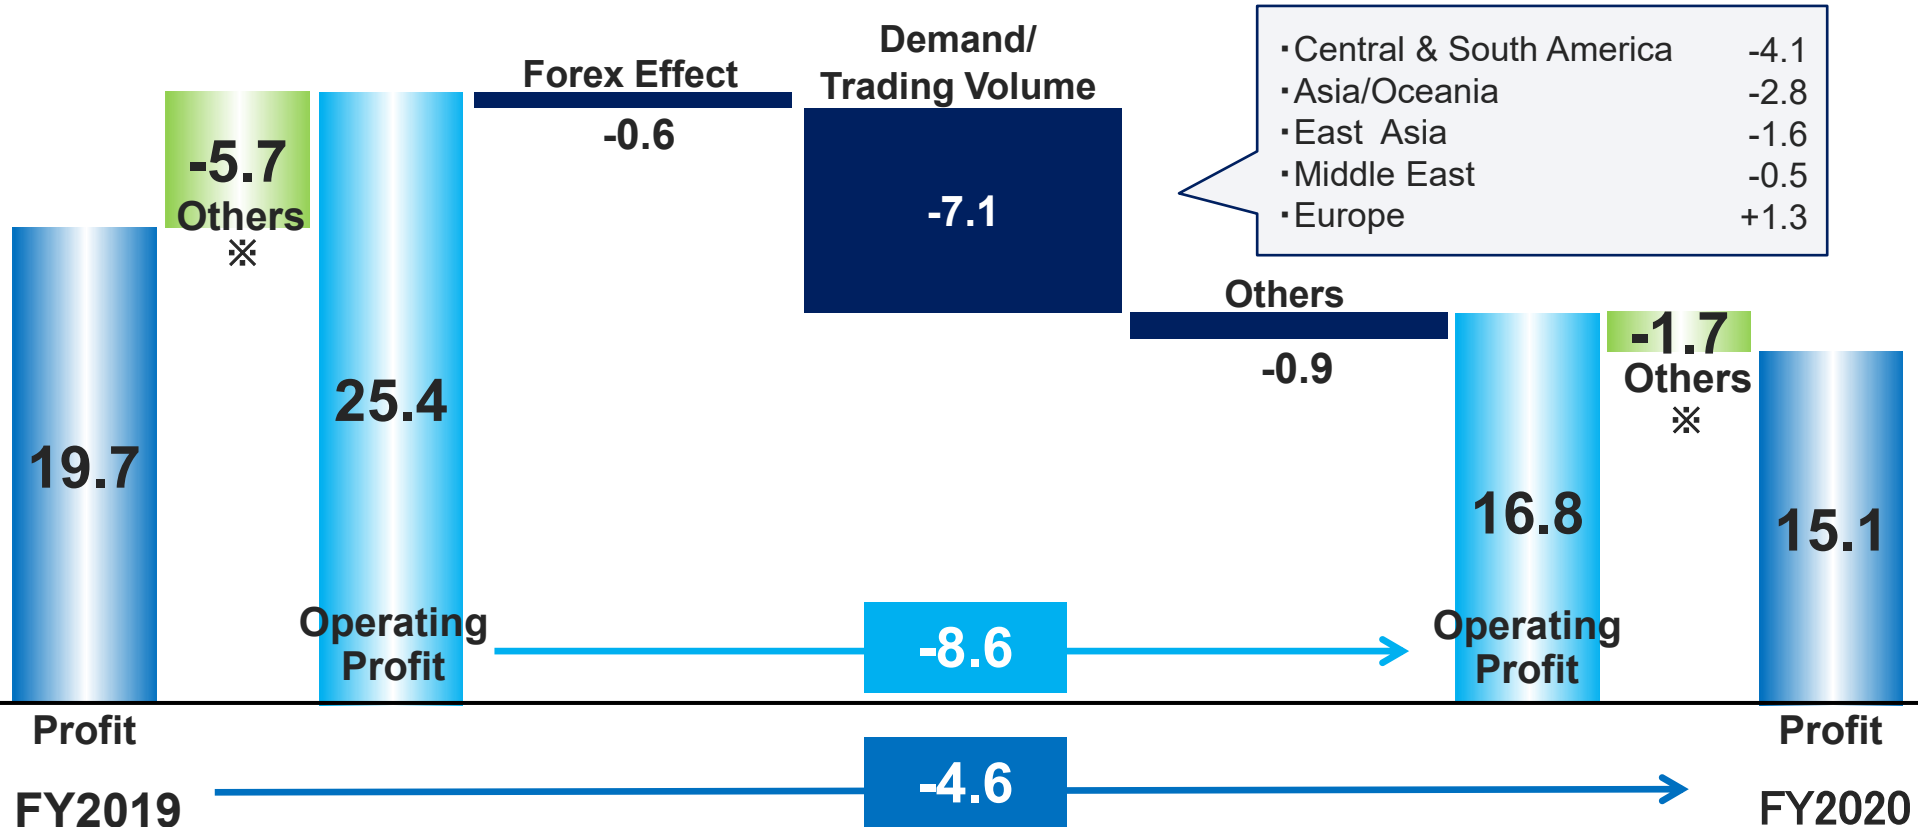 Demand/
Trading Volume
Forex Effect
-0.6
-7.1
・Central & South America -4.1
・Asia/Oceania -2.8
・East Asia -1.6
・Middle East -0.5
・Europe +1.3
-5.7
Others
※
Others
-0.9
-1.7
Others
※
19.7
25.4
16.8
15.1
Operating
Profit
-8.6
Operating
Profit
Profit
Profit
-4.6
FY2019
FY2020